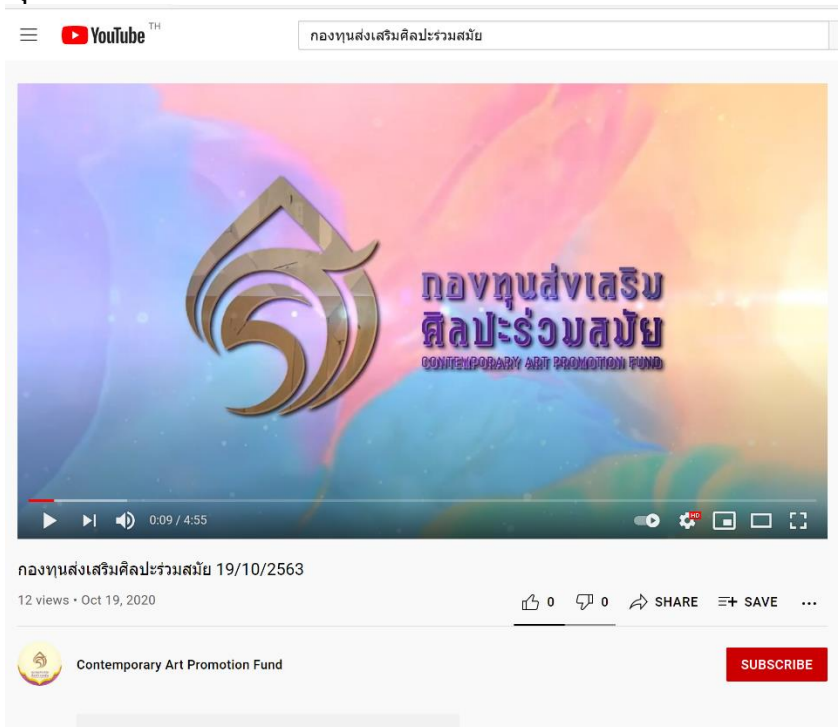 YouTube TH
กองทุนส่งเสริมศิลปะร่วมสมัย
กองทุนส่งเสริม
ศิลปะร่วมสมัย
CONTEMPORARY ART PROMOTION FUND
0:09 / 4:55
HD
กองทุนส่งเสริมศิลปะร่วมสมัย 19/10/2563
12 views • Oct 19, 2020
0 0 SHARE SAVE
Contemporary Art Promotion Fund
SUBSCRIBE